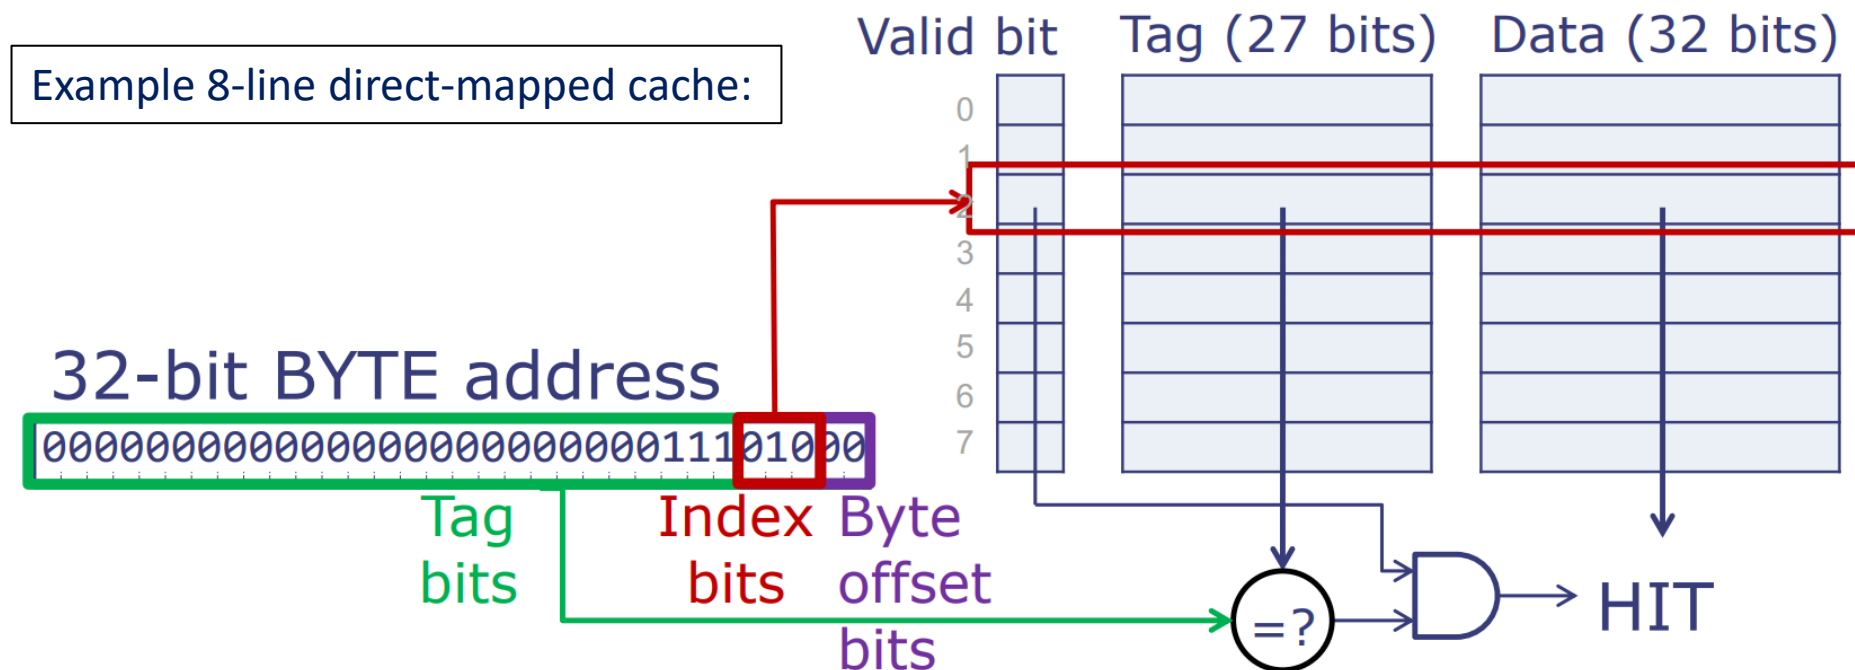 Example 8-line direct-mapped cache:
Valid bit
Tag (27 bits)
Data (32 bits)
0
1
2
3
4
5
6
7
32-bit BYTE address
00000000000000000000000011101000
Tag
bits
Index
bits
Byte
offset
bits
=?
HIT